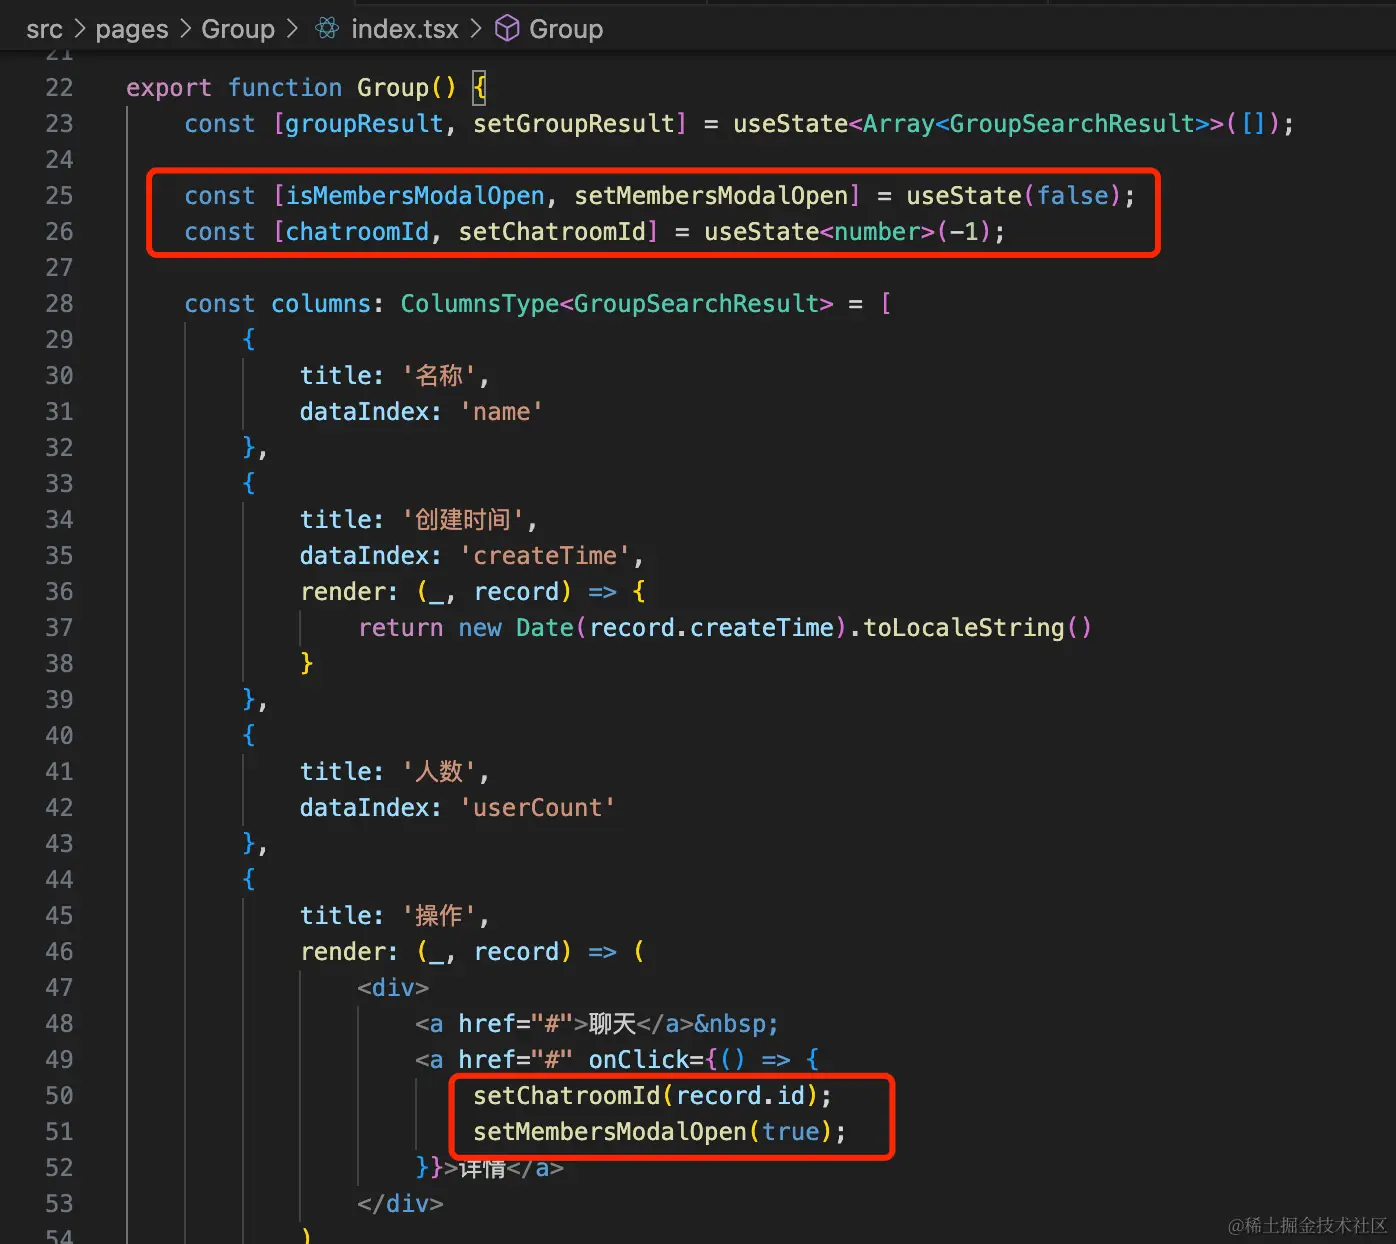 src > pages > Group > index.tsx > Group
21
22 export function Group() {
23 const [groupResult, setGroupResult] = useState<Array<GroupSearchResult>>([]);
24
25 const [isMembersModalOpen, setMembersModalOpen] = useState(false);
26 const [chatroomId, setChatroomId] = useState<number>(-1);
27
28 const columns: ColumnsType<GroupSearchResult> = [
29 {
30 title: '名称',
31 dataIndex: 'name'
32 },
33 {
34 title: '创建时间',
35 dataIndex: 'createTime',
36 render: (_, record) => {
37 return new Date(record.createTime).toLocaleString()
38 }
39 },
40 {
41 title: '人数',
42 dataIndex: 'userCount'
43 },
44 {
45 title: '操作',
46 render: (_, record) => (
47 <div>
48 <a href="#">聊天</a>&nbsp;
49 <a href="#" onClick={() => {
50 setChatroomId(record.id);
51 setMembersModalOpen(true);
52 }}>详情</a>
53 </div>
54 )
@稀土掘金技术社区